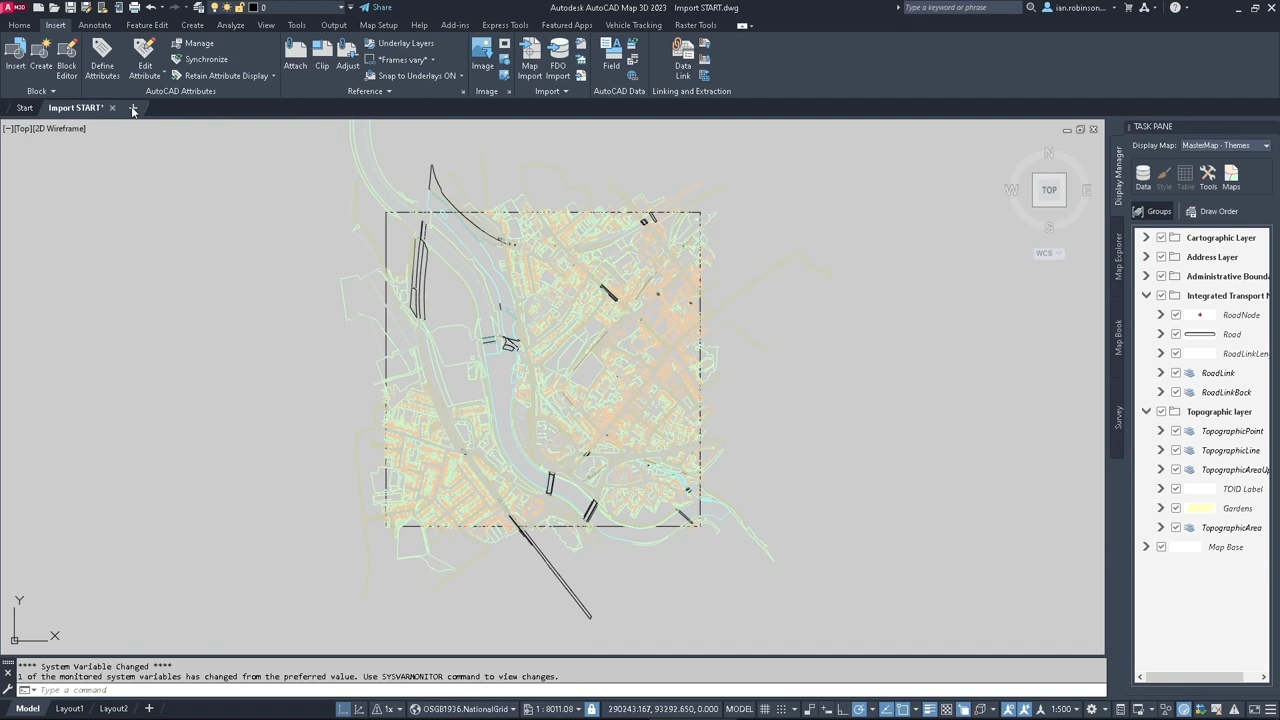 M3D
0
Share
Autodesk AutoCAD Map 3D 2023 Import START.dwg
Type a keyword or phrase
ian.robinson...
Home Insert Annotate Feature Edit Create Analyze View Tools Output Map Setup Help Add-ins Express Tools Vehicle Tracking Raster Tools
Insert
Create
Block Editor
Define Attributes
Edit Attribute
Manage
Synchronize
Retain Attribute Display
Attach
Clip
Adjust
Underlay Layers
*Frames vary*
Snap to Underlays ON
Image
Map Import
FDO Import
Field
Data Link
Block
AutoCAD Attributes
Reference
Image
Import
AutoCAD Data
Linking and Extraction
Start Import START*
[−][Top][2D Wireframe]
N
W TOP E
S
WCS
TASK PANE
Display Map: MasterMap - Themes
Data Style Table Tools Maps
Groups Draw Order
Display Manager
Map Explorer
Map Book
Survey
Cartographic Layer
Address Layer
Administrative Bounda
Integrated Transport N
RoadNode
Road
RoadLinkLen
RoadLink
RoadLinkBack
Topographic layer
TopographicPoint
TopographicLine
TopographicAreaUp
TOID Label
Gardens
TopographicArea
Map Base
Y
X
**** System Variable Changed ****
1 of the monitored system variables has changed from the preferred value. Use SYSVARMONITOR command to view changes.
Type a command
Model Layout1 Layout2
1x OSGB1936.NationalGrid 1 : 8011.08 290243.167, 93292.650, 0.000 MODEL 1:500